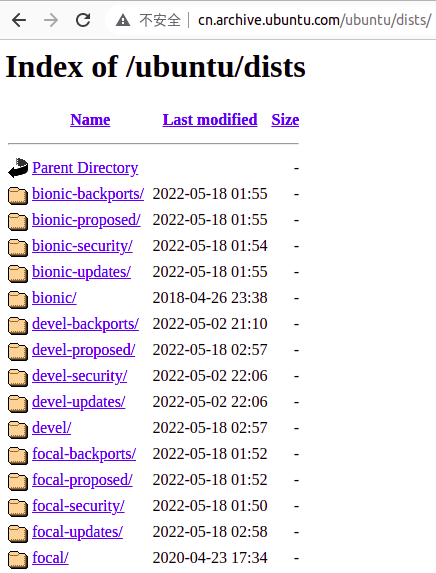 不安全 cn.archive.ubuntu.com/ubuntu/dists/
Index of /ubuntu/dists
Name Last modified Size
Parent Directory -
bionic-backports/ 2022-05-18 01:55 -
bionic-proposed/ 2022-05-18 01:55 -
bionic-security/ 2022-05-18 01:54 -
bionic-updates/ 2022-05-18 01:55 -
bionic/ 2018-04-26 23:38 -
devel-backports/ 2022-05-02 21:10 -
devel-proposed/ 2022-05-18 02:57 -
devel-security/ 2022-05-02 22:06 -
devel-updates/ 2022-05-02 22:06 -
devel/ 2022-05-18 02:57 -
focal-backports/ 2022-05-18 01:52 -
focal-proposed/ 2022-05-18 01:52 -
focal-security/ 2022-05-18 01:50 -
focal-updates/ 2022-05-18 02:58 -
focal/ 2020-04-23 17:34 -